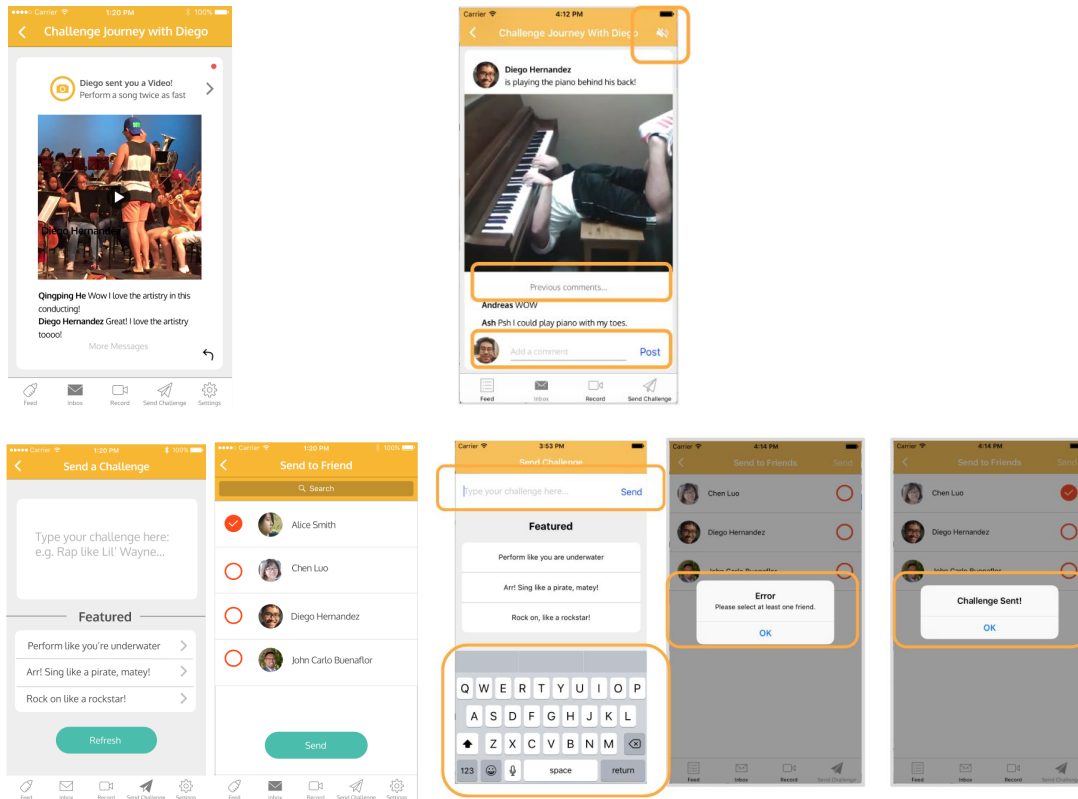 Carrier 1:20 PM 100%
Challenge Journey with Diego
Diego sent you a Video!
Perform a song twice as fast
Diego Hernandez
Qingping He Wow I love the artistry in this
conducting!
Diego Hernandez Great! I love the artistry
toooo!
More Messages
Feed Inbox Record Send Challenge Settings
Carrier 4:12 PM
Challenge Journey With Diego
Diego Hernandez
is playing the piano behind his back!
Previous comments...
Andreas WOW
Ash Psh I could play piano with my toes.
Add a comment Post
Feed Inbox Record Send Challenge
Carrier 1:20 PM 100%
Send a Challenge
Type your challenge here:
e.g. Rap like Lil' Wayne...
Featured
Perform like you're underwater
Arr! Sing like a pirate, matey!
Rock on like a rockstar!
Refresh
Feed Inbox Record Send Challenge Settings
Carrier 1:20 PM 100%
Send to Friend
Search
Alice Smith
Chen Luo
Diego Hernandez
John Carlo Buenaflor
Send
Feed Inbox Record Send Challenge Settings
Carrier 3:53 PM
Send Challenge
Type your challenge here... Send
Featured
Perform like you are underwater
Arr! Sing like a pirate, matey!
Rock on, like a rockstar!
Q W E R T Y U I O P
A S D F G H J K L
Z X C V B N M
123 space return
Carrier 4:14 PM
Send to Friends Send
Chen Luo
Diego Hernandez
John Carlo Buenaflor
Error
Please select at least one friend.
OK
Feed Inbox Record Send Challenge
Carrier 4:14 PM
Send to Friends Send
Chen Luo
Diego Hernandez
John Carlo Buenaflor
Challenge Sent!
OK
Feed Inbox Record Send Challenge